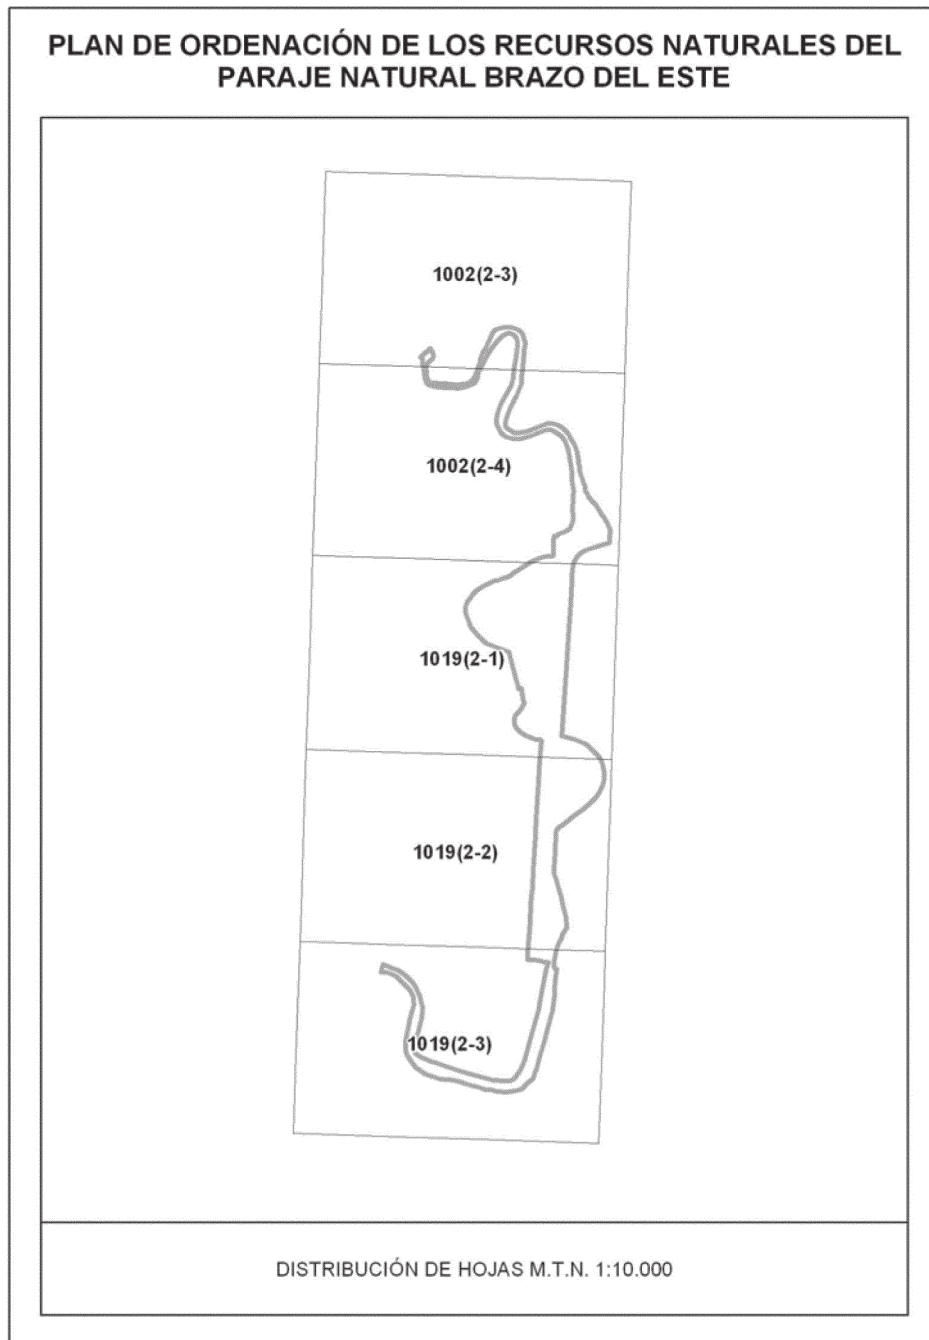 PLAN DE ORDENACIÓN DE LOS RECURSOS NATURALES DEL
PARAJE NATURAL BRAZO DEL ESTE
1002(2-3)
1002(2-4)
1019(2-1)
1019(2-2)
1019(2-3)
DISTRIBUCIÓN DE HOJAS M.T.N. 1:10.000